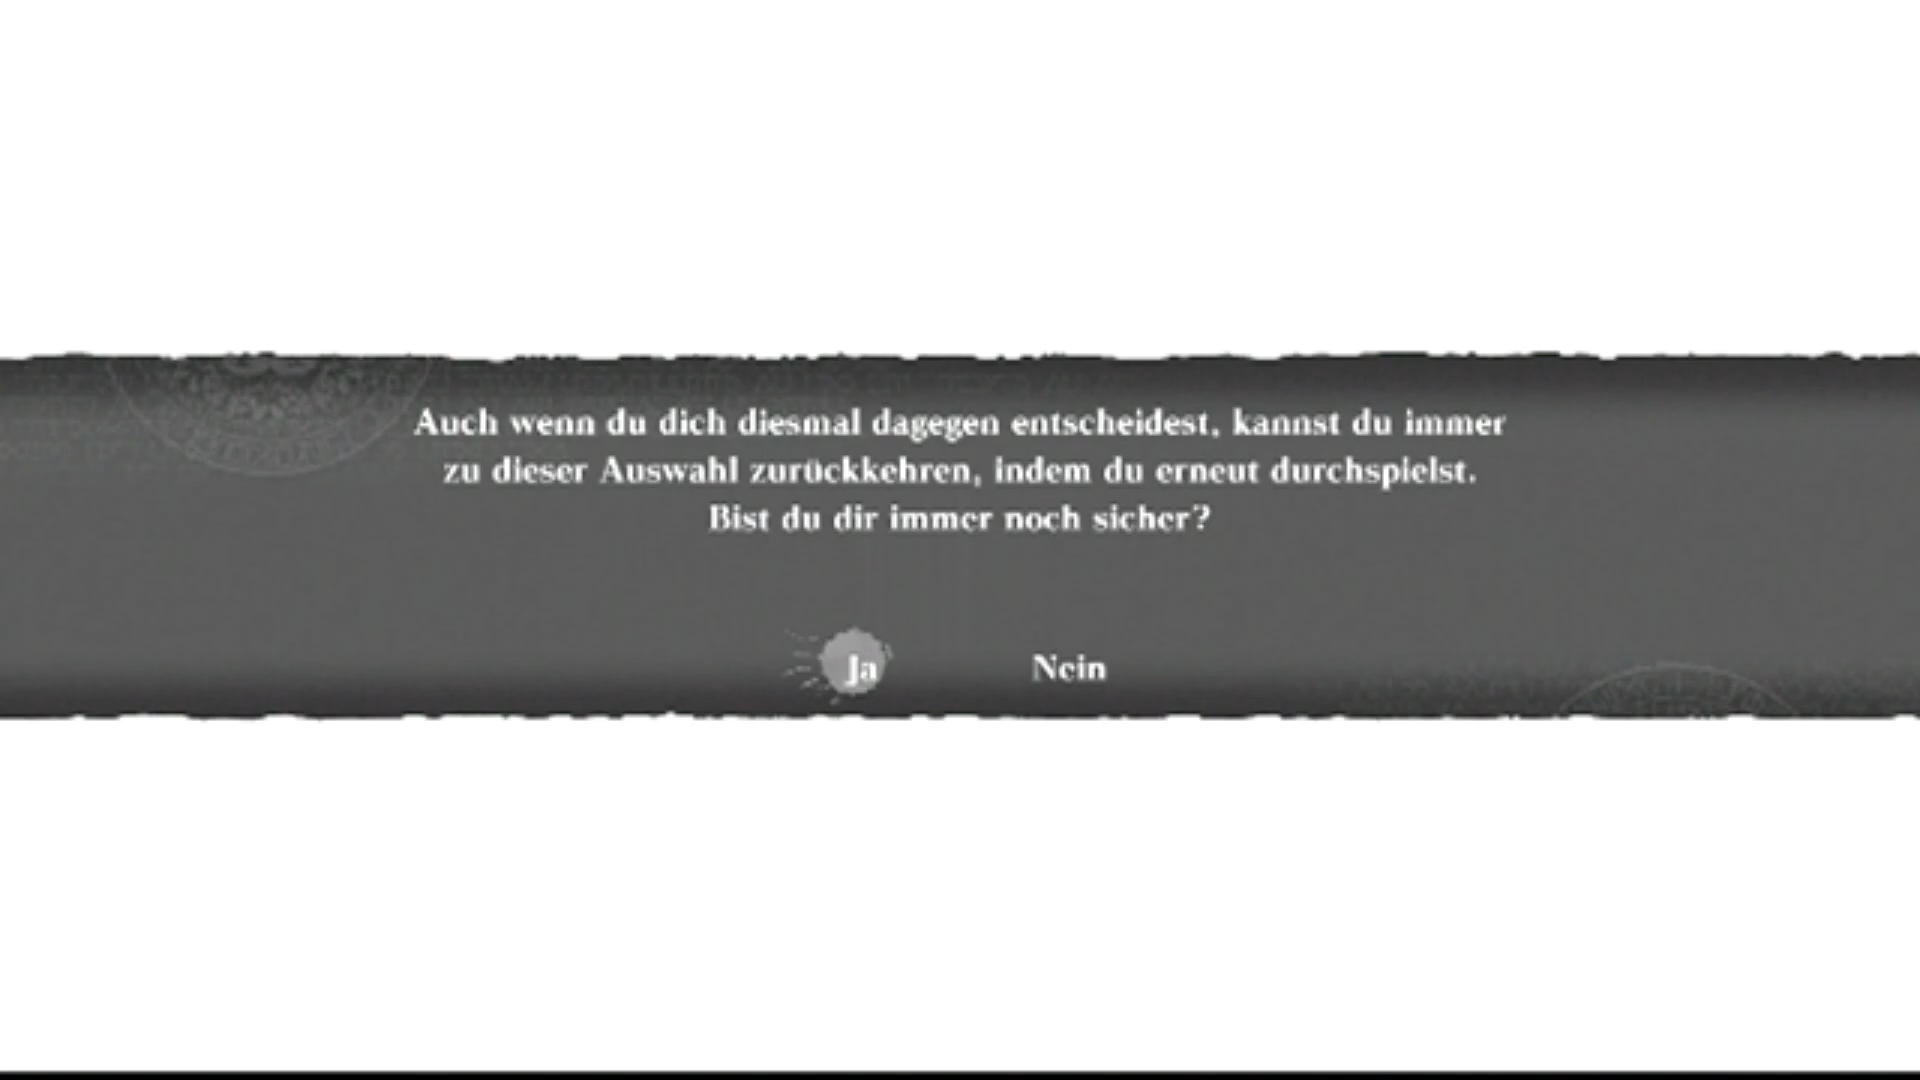 Auch wenn du dich diesmal dagegen entscheidest, kannst du immer
zu dieser Auswahl zurückkehren, indem du erneut durchspielst.
Bist du dir immer noch sicher?
Ja
Nein